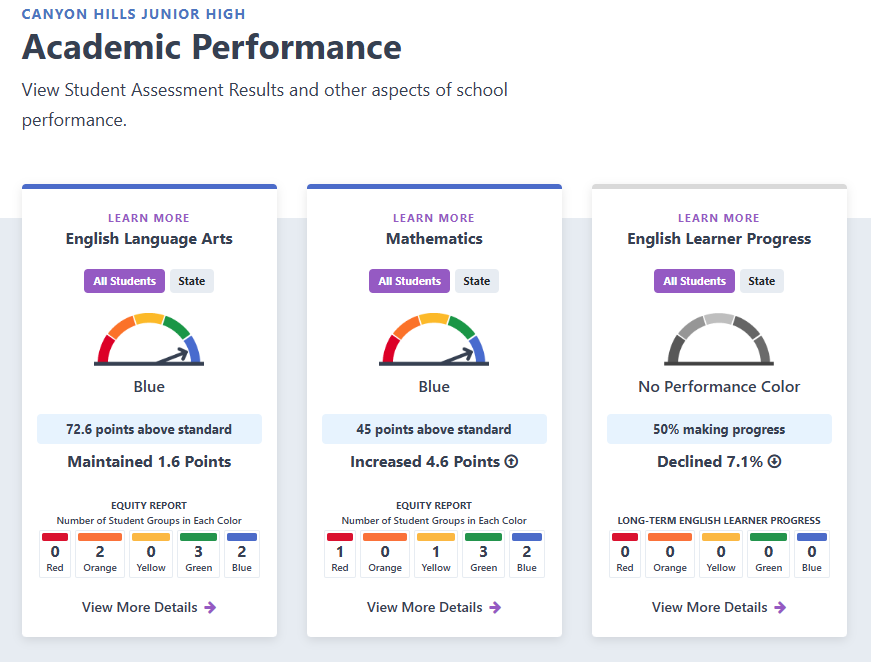 CANYON HILLS JUNIOR HIGH
Academic Performance
View Student Assessment Results and other aspects of school
performance.
LEARN MORE
English Language Arts
All Students State
Blue
72.6 points above standard
Maintained 1.6 Points
EQUITY REPORT
Number of Student Groups in Each Color
0 2 0 3 2
Red Orange Yellow Green Blue
View More Details
LEARN MORE
Mathematics
All Students State
Blue
45 points above standard
Increased 4.6 Points
EQUITY REPORT
Number of Student Groups in Each Color
1 0 1 3 2
Red Orange Yellow Green Blue
View More Details
LEARN MORE
English Learner Progress
All Students State
No Performance Color
50% making progress
Declined 7.1%
LONG-TERM ENGLISH LEARNER PROGRESS
0 0 0 0 0
Red Orange Yellow Green Blue
View More Details